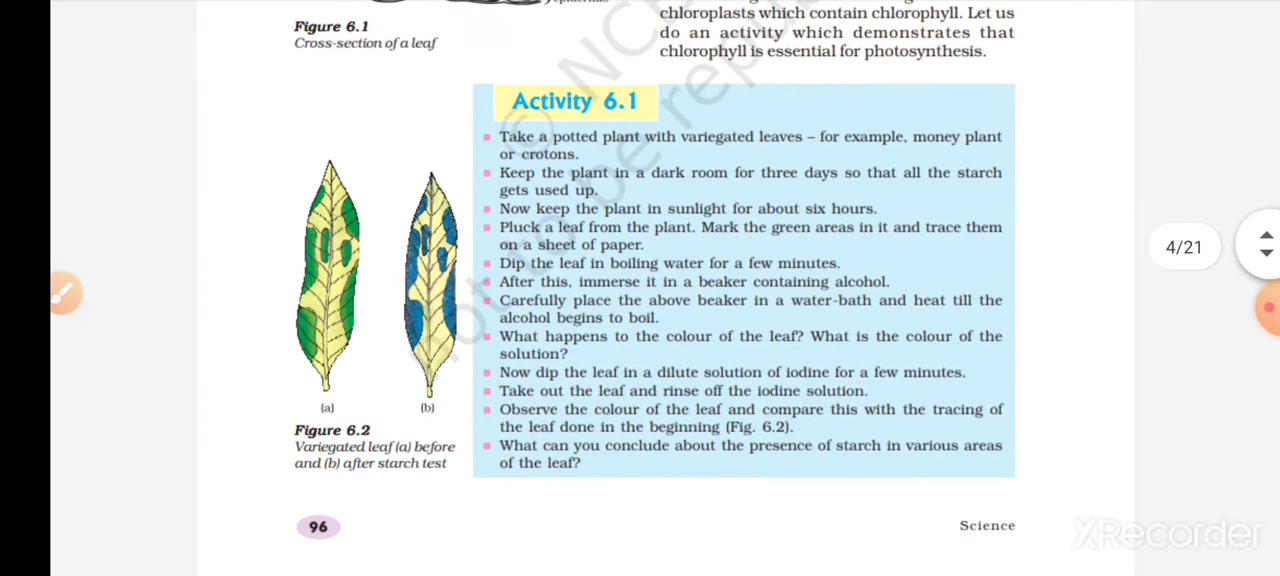 Figure 6.1
Cross-section of a leaf
chloroplasts which contain chlorophyll. Let us
do an activity which demonstrates that
chlorophyll is essential for photosynthesis.
Activity 6.1
Take a potted plant with variegated leaves – for example, money plant
or crotons.
Keep the plant in a dark room for three days so that all the starch
gets used up.
Now keep the plant in sunlight for about six hours.
Pluck a leaf from the plant. Mark the green areas in it and trace them
on a sheet of paper.
Dip the leaf in boiling water for a few minutes.
After this, immerse it in a beaker containing alcohol.
Carefully place the above beaker in a water-bath and heat till the
alcohol begins to boil.
What happens to the colour of the leaf? What is the colour of the
solution?
Now dip the leaf in a dilute solution of iodine for a few minutes.
Take out the leaf and rinse off the iodine solution.
Observe the colour of the leaf and compare this with the tracing of
the leaf done in the beginning (Fig. 6.2).
What can you conclude about the presence of starch in various areas
of the leaf?
(a) (b)
Figure 6.2
Variegated leaf (a) before
and (b) after starch test
96
Science
4/21
© NC
not to be repu
XRecorder